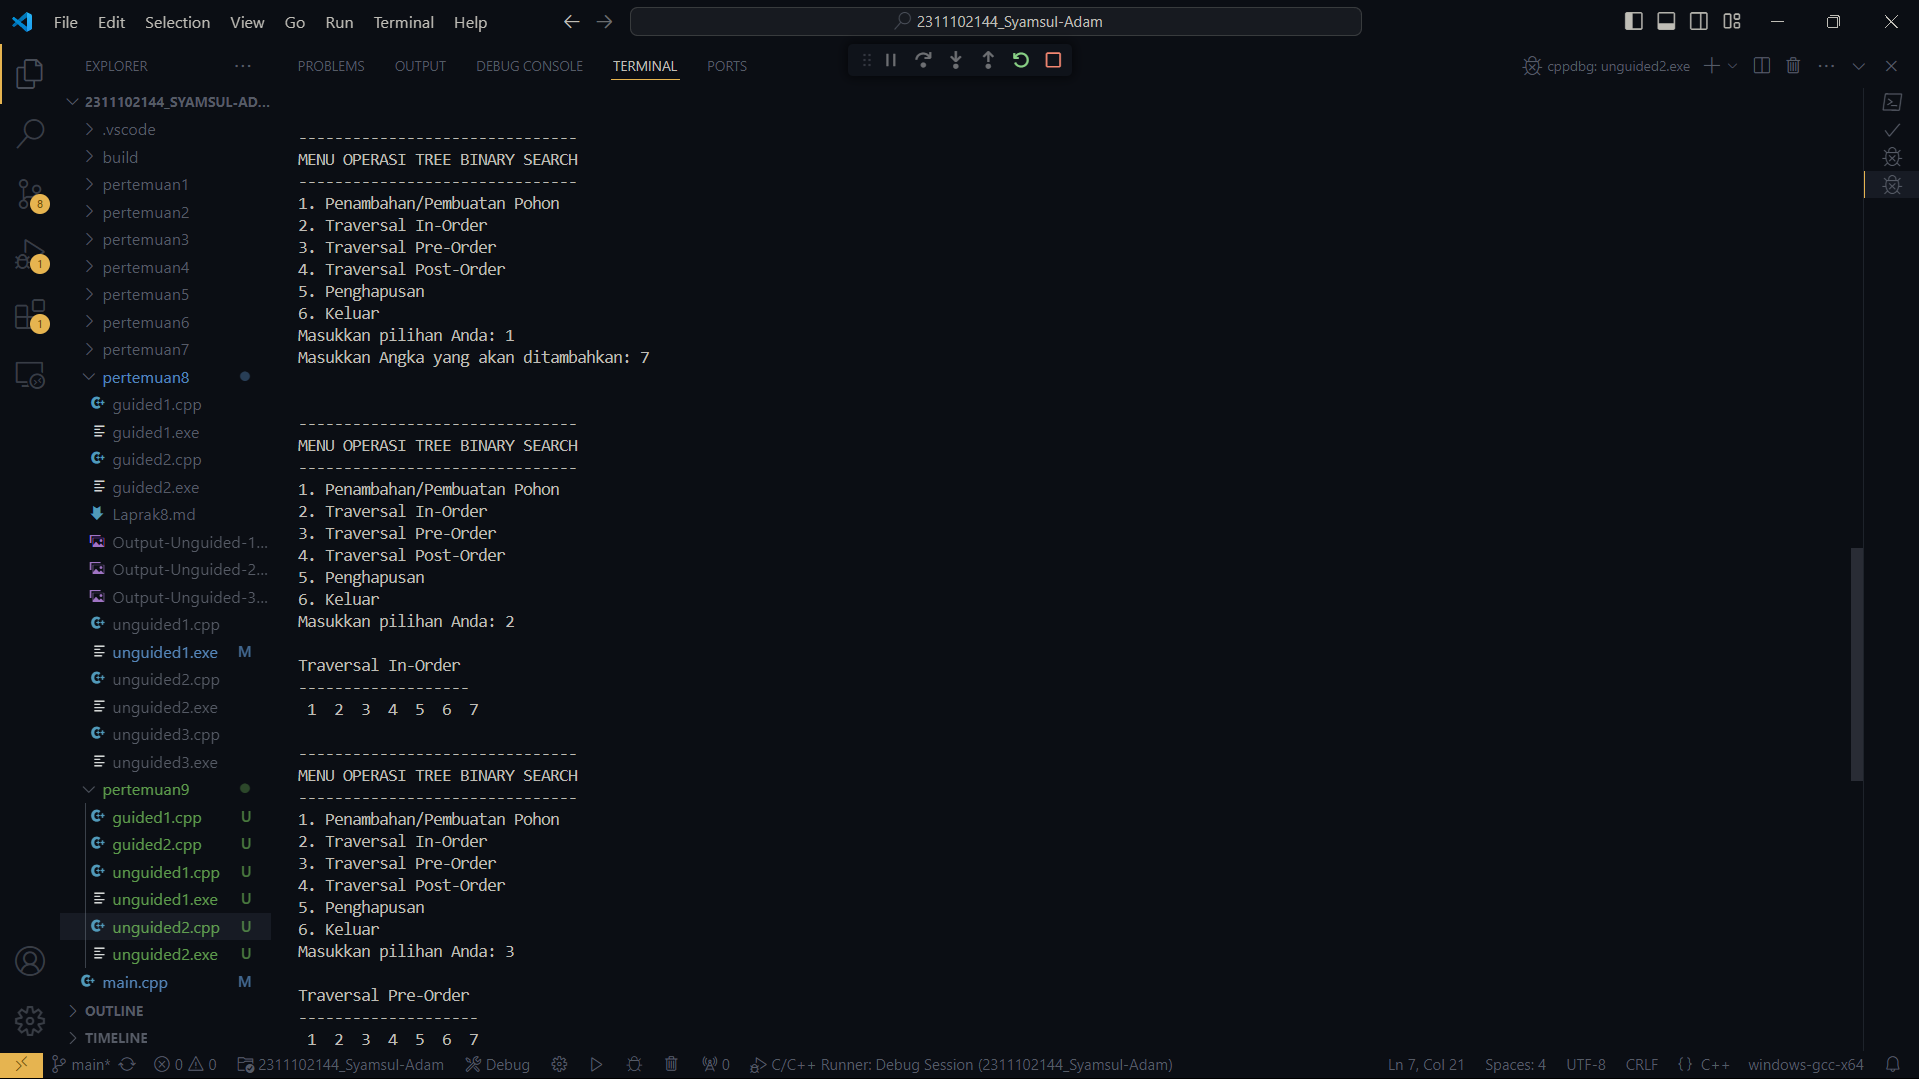 File Edit Selection View Go Run Terminal Help
2311102144_Syamsul-Adam
EXPLORER
PROBLEMS OUTPUT DEBUG CONSOLE TERMINAL PORTS
cppdbg: unguided2.exe
2311102144_SYAMSUL-AD...
.vscode
build
pertemuan1
pertemuan2
pertemuan3
pertemuan4
pertemuan5
pertemuan6
pertemuan7
pertemuan8
guided1.cpp
guided1.exe
guided2.cpp
guided2.exe
Laprak8.md
Output-Unguided-1...
Output-Unguided-2...
Output-Unguided-3...
unguided1.cpp
unguided1.exe M
unguided2.cpp
unguided2.exe
unguided3.cpp
unguided3.exe
pertemuan9
guided1.cpp U
guided2.cpp U
unguided1.cpp U
unguided1.exe U
unguided2.cpp U
unguided2.exe U
main.cpp M
OUTLINE
TIMELINE
8
1
1
-------------------------------
MENU OPERASI TREE BINARY SEARCH
-------------------------------
1. Penambahan/Pembuatan Pohon
2. Traversal In-Order
3. Traversal Pre-Order
4. Traversal Post-Order
5. Penghapusan
6. Keluar
Masukkan pilihan Anda: 1
Masukkan Angka yang akan ditambahkan: 7
-------------------------------
MENU OPERASI TREE BINARY SEARCH
-------------------------------
1. Penambahan/Pembuatan Pohon
2. Traversal In-Order
3. Traversal Pre-Order
4. Traversal Post-Order
5. Penghapusan
6. Keluar
Masukkan pilihan Anda: 2
Traversal In-Order
-------------------
1 2 3 4 5 6 7
-------------------------------
MENU OPERASI TREE BINARY SEARCH
-------------------------------
1. Penambahan/Pembuatan Pohon
2. Traversal In-Order
3. Traversal Pre-Order
4. Traversal Post-Order
5. Penghapusan
6. Keluar
Masukkan pilihan Anda: 3
Traversal Pre-Order
--------------------
1 2 3 4 5 6 7
main* 0 0 2311102144_Syamsul-Adam Debug 0 C/C++ Runner: Debug Session (2311102144_Syamsul-Adam) Ln 7, Col 21 Spaces: 4 UTF-8 CRLF {} C++ windows-gcc-x64